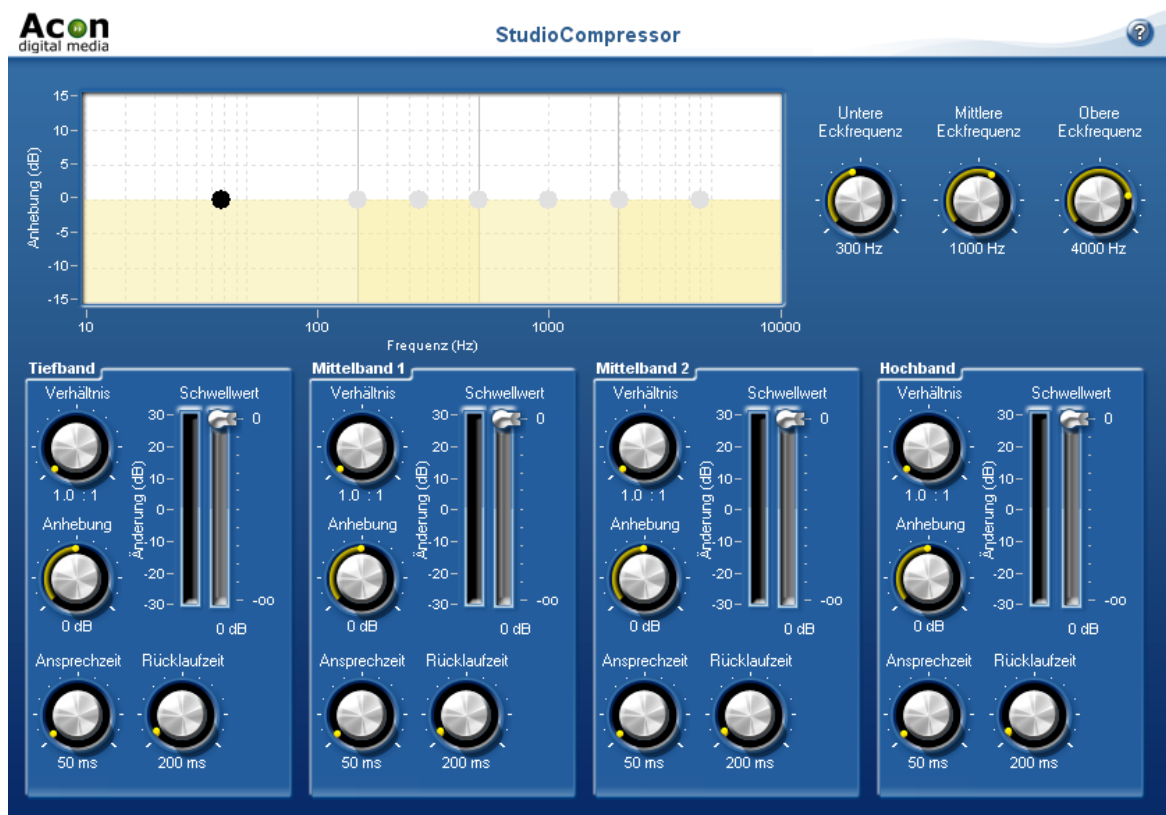 Acon
digital media
StudioCompressor
?
15
10
5
0
-5
-10
-15
Anhebung (dB)
10
100
1000
10000
Frequenz (Hz)
Untere
Eckfrequenz
300 Hz
Mittlere
Eckfrequenz
1000 Hz
Obere
Eckfrequenz
4000 Hz
Tiefband
Verhältnis
1.0 : 1
Anhebung
0 dB
Schwellwert
Änderung (dB)
30
20
10
0
-10
-20
-30
0
-oo
0 dB
Ansprechzeit
50 ms
Rücklaufzeit
200 ms
Mittelband 1
Verhältnis
1.0 : 1
Anhebung
0 dB
Schwellwert
Änderung (dB)
30
20
10
0
-10
-20
-30
0
-oo
0 dB
Ansprechzeit
50 ms
Rücklaufzeit
200 ms
Mittelband 2
Verhältnis
1.0 : 1
Anhebung
0 dB
Schwellwert
Änderung (dB)
30
20
10
0
-10
-20
-30
0
-oo
0 dB
Ansprechzeit
50 ms
Rücklaufzeit
200 ms
Hochband
Verhältnis
1.0 : 1
Anhebung
0 dB
Schwellwert
Änderung (dB)
30
20
10
0
-10
-20
-30
0
-oo
0 dB
Ansprechzeit
50 ms
Rücklaufzeit
200 ms